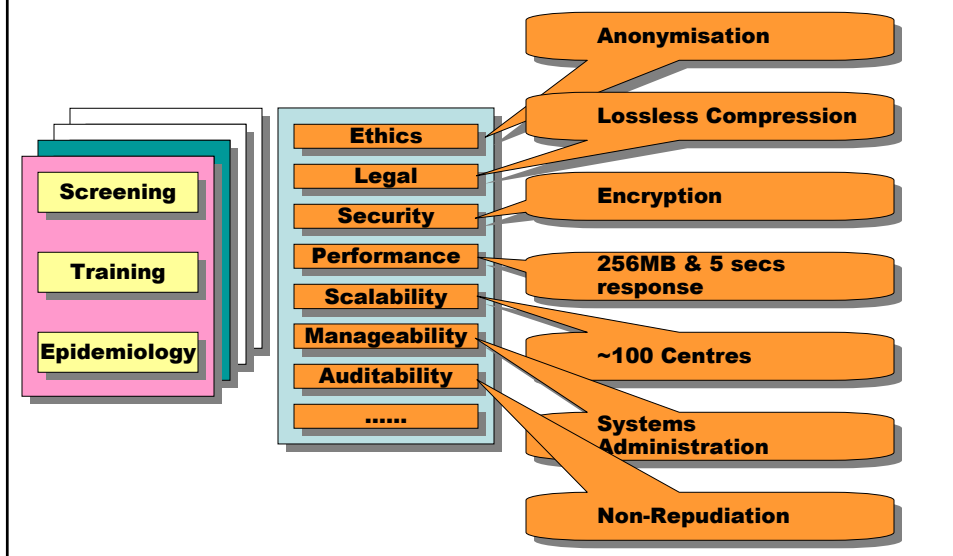 Screening
Training
Epidemiology
Ethics
Legal
Security
Performance
Scalability
Manageability
Auditability
......
Anonymisation
Lossless Compression
Encryption
256MB & 5 secs
response
~100 Centres
Systems
Administration
Non-Repudiation